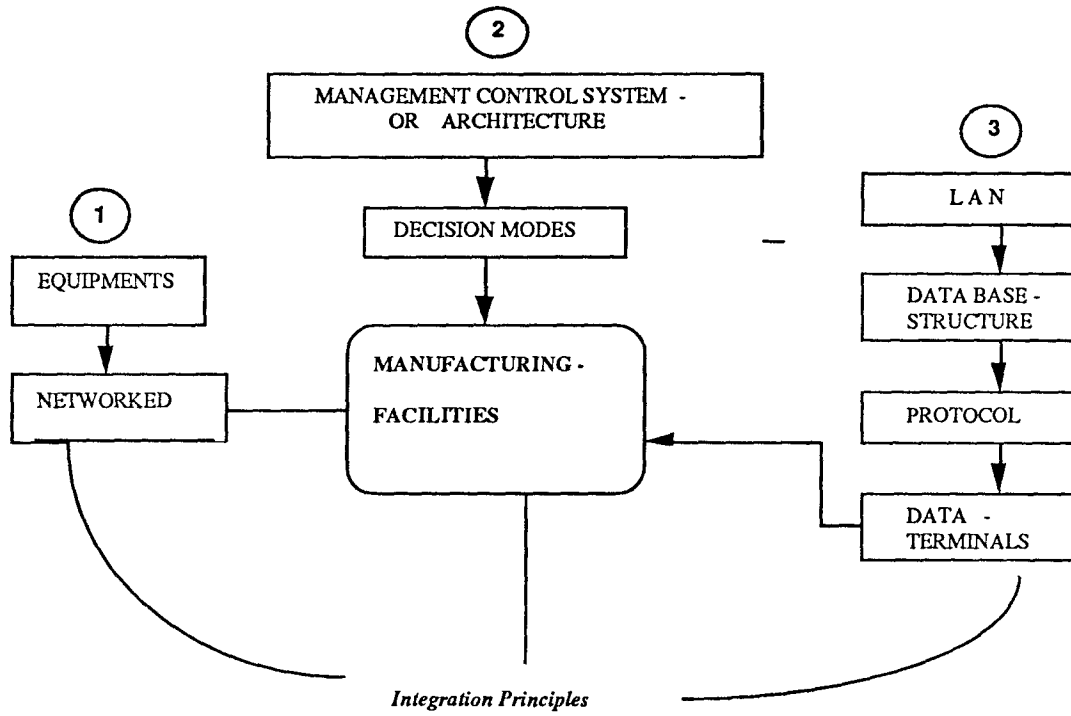 2
MANAGEMENT CONTROL SYSTEM -
OR ARCHITECTURE
DECISION MODES
1
EQUIPMENTS
NETWORKED
MANUFACTURING -
FACILITIES
3
L A N
DATA BASE -
STRUCTURE
PROTOCOL
DATA -
TERMINALS
Integration Principles